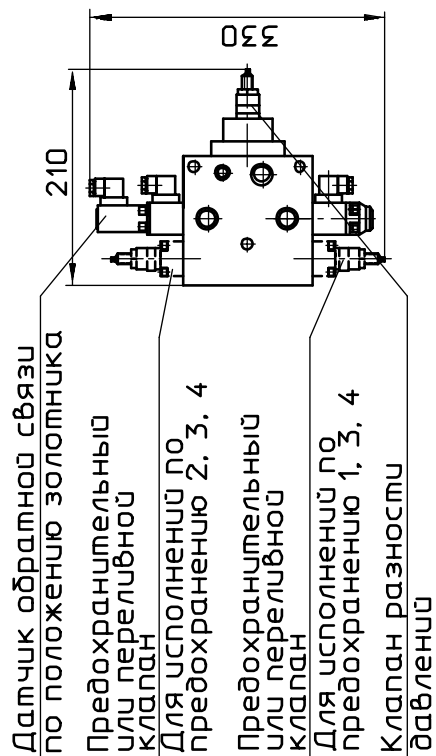 330
210
Датчик обратной связи
по положению золотника
Предохранительный
или переливной
клапан
Для исполнений по
предохранению 2, 3, 4
Предохранительный
или переливной
клапан
Для исполнений по
предохранению 1, 3, 4
Клапан разности
давлений